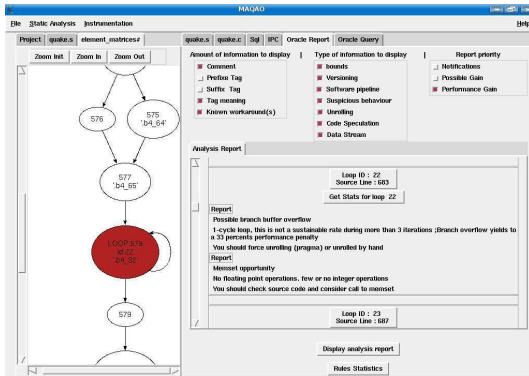 MAQAO
File Static Analysis Instrumentation Help
Project quake.s element_matrices#
Zoom Init Zoom In Zoom Out
576
575
'.b4_64'
577
'.b4_65'
LOOP 578
id 22
'.b4_32'
579
quake.s quake.c Sql IPC Oracle Report Oracle Query
Amount of information to display | Type of information to display | Report priority
Comment
Prefixe Tag
Suffix Tag
Tag meaning
Known workaround(s)
bounds
Versioning
Software pipeline
Suspicious behaviour
Unrolling
Code Speculation
Data Stream
Notifications
Possible Gain
Performance Gain
Analysis Report
Loop ID : 22
Source Line : 683
Get Stats for loop 22
Report
Possible branch buffer overflow
1-cycle loop, this is not a sustainable rate during more than 3 iterations ;Branch overflow yields to
a 33 percents performance penalty
You should force unrolling (pragma) or unrolled by hand
Report
Memset opportunity
No floating point operations, few or no integer operations
You should check source code and consider call to memset
Loop ID : 23
Source Line : 687
Display analysis report
Rules Statistics